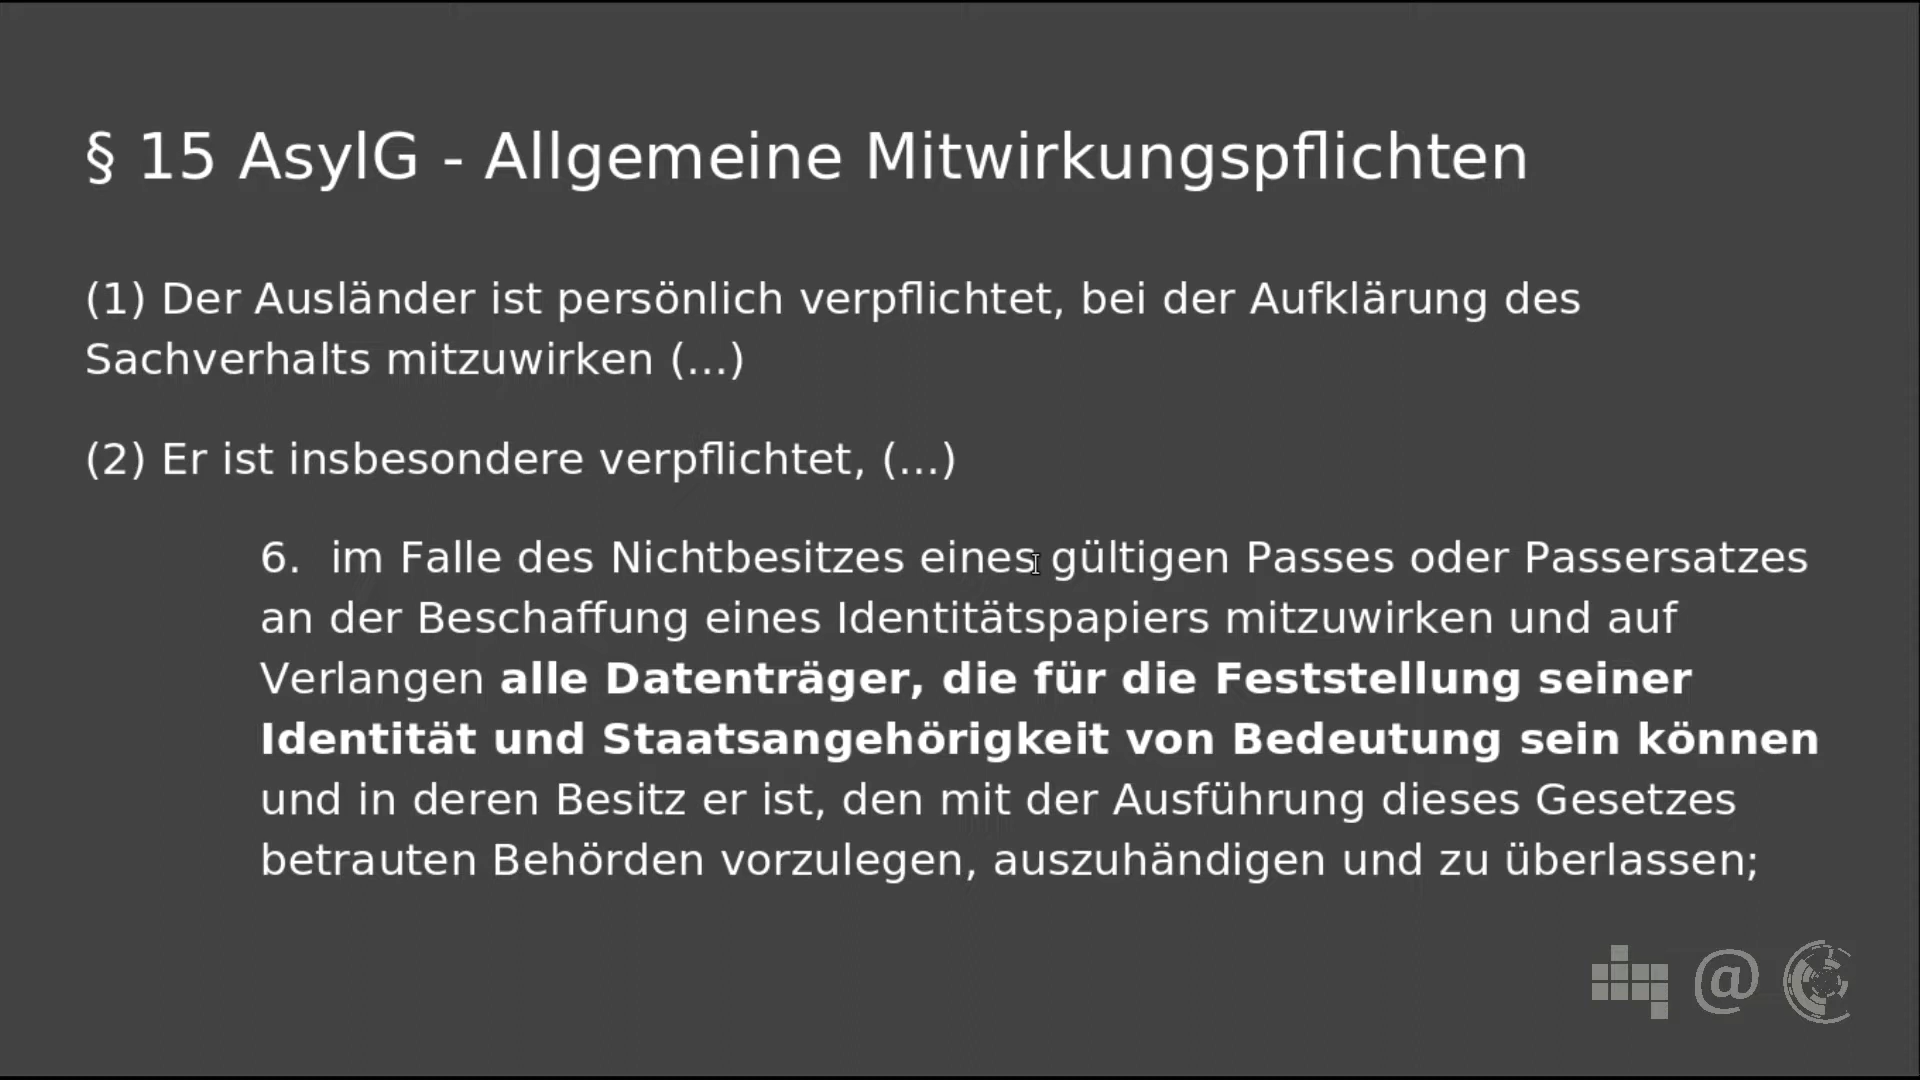 § 15 AsylG - Allgemeine Mitwirkungspflichten
(1) Der Ausländer ist persönlich verpflichtet, bei der Aufklärung des
Sachverhalts mitzuwirken (...)
(2) Er ist insbesondere verpflichtet, (...)
6. im Falle des Nichtbesitzes eines gültigen Passes oder Passersatzes
an der Beschaffung eines Identitätspapiers mitzuwirken und auf
Verlangen alle Datenträger, die für die Feststellung seiner
Identität und Staatsangehörigkeit von Bedeutung sein können
und in deren Besitz er ist, den mit der Ausführung dieses Gesetzes
betrauten Behörden vorzulegen, auszuhändigen und zu überlassen;
@